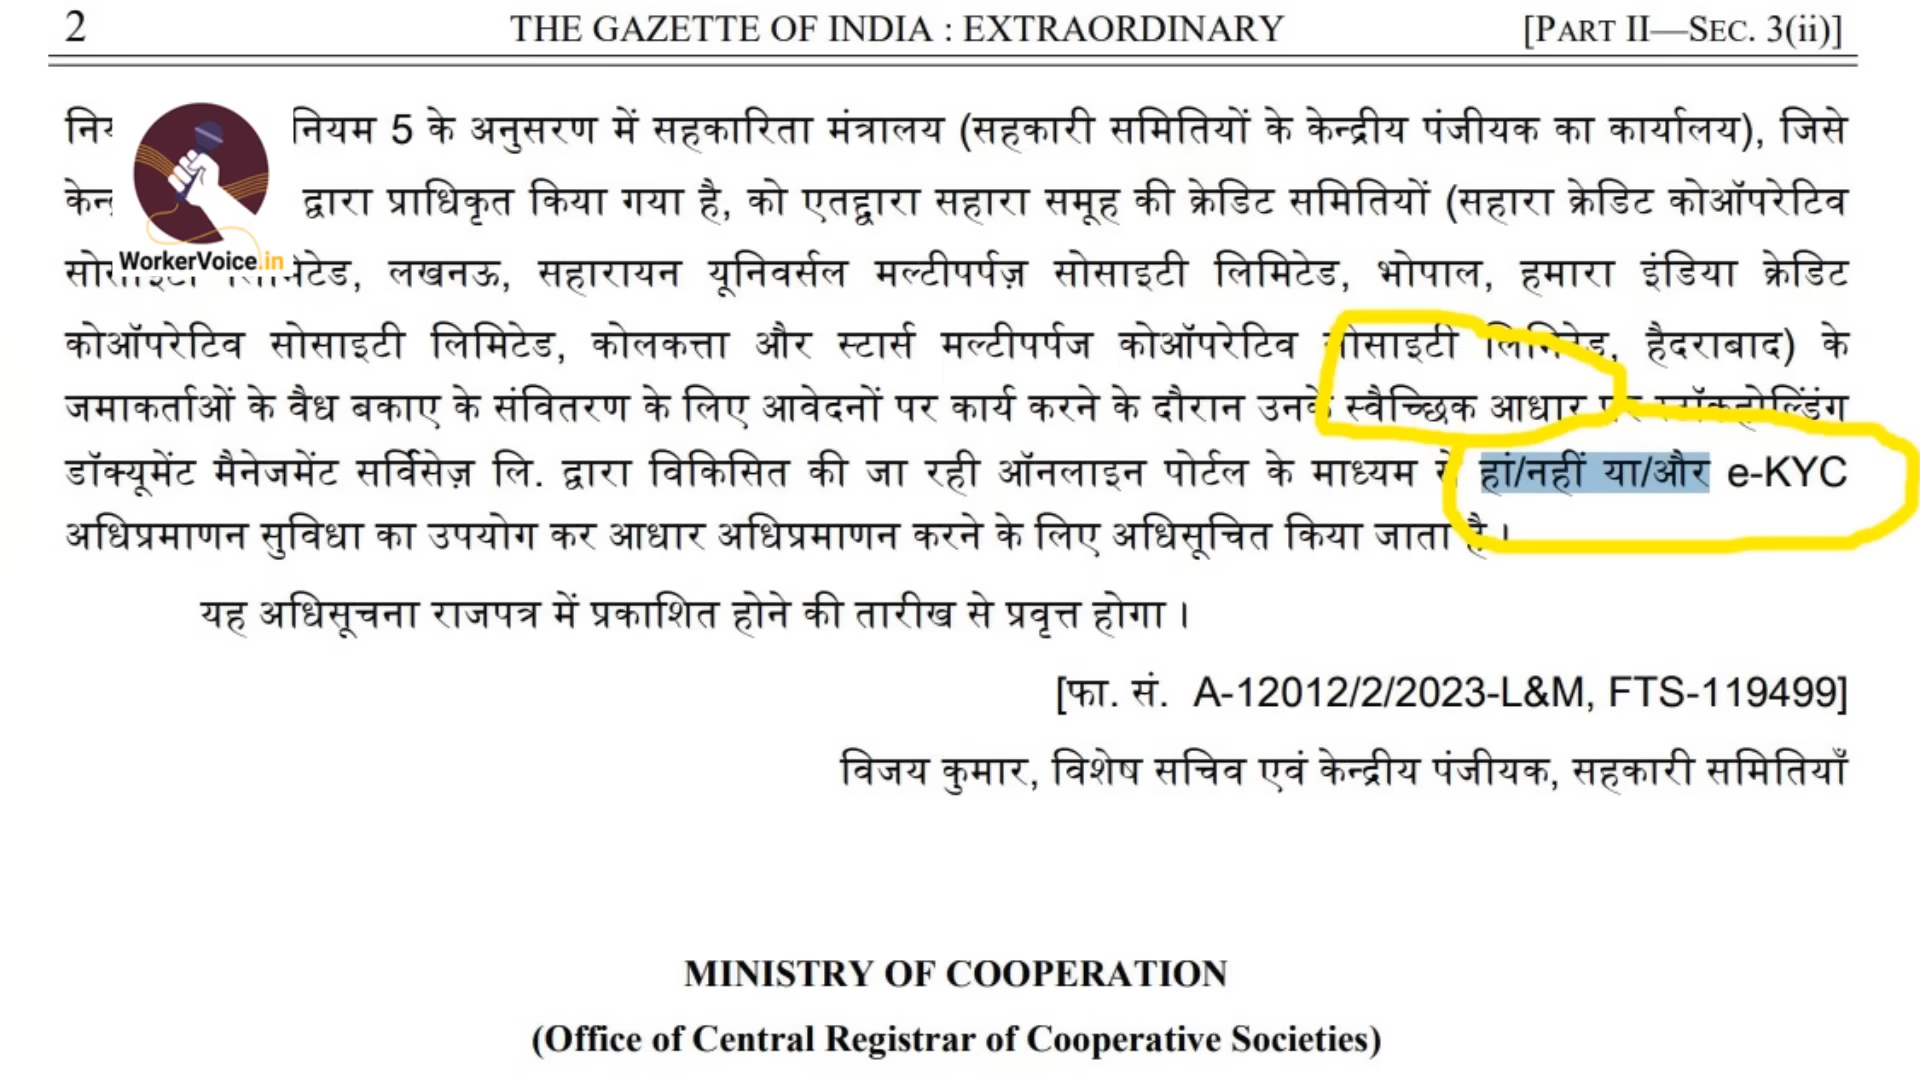 2 THE GAZETTE OF INDIA : EXTRAORDINARY [PART II—SEC. 3(ii)]
नियम 5 के अनुसरण में सहकारिता मंत्रालय (सहकारी समितियों के केन्द्रीय पंजीयक का कार्यालय), जिसे
द्वारा प्राधिकृत किया गया है, को एतद्द्वारा सहारा समूह की क्रेडिट समितियों (सहारा क्रेडिट कोऑपरेटिव
WorkerVoice.in
लखनऊ, सहारायन यूनिवर्सल मल्टीपर्पज़ सोसाइटी लिमिटेड, भोपाल, हमारा इंडिया क्रेडिट
कोऑपरेटिव सोसाइटी लिमिटेड, कोलकत्ता और स्टार्स मल्टीपर्पज कोऑपरेटिव सोसाइटी लिमिटेड, हैदराबाद) के
जमाकर्ताओं के वैध बकाए के संवितरण के लिए आवेदनों पर कार्य करने के दौरान उनके स्वैच्छिक आधार पर स्टॉकहोल्डिंग
डॉक्यूमेंट मैनेजमेंट सर्विसेज़ लि. द्वारा विकिसित की जा रही ऑनलाइन पोर्टल के माध्यम से हां/नहीं या/और e-KYC
अधिप्रमाणन सुविधा का उपयोग कर आधार अधिप्रमाणन करने के लिए अधिसूचित किया जाता है।
यह अधिसूचना राजपत्र में प्रकाशित होने की तारीख से प्रवृत्त होगा।
[फा. सं. A-12012/2/2023-L&M, FTS-119499]
विजय कुमार, विशेष सचिव एवं केन्द्रीय पंजीयक, सहकारी समितियाँ
MINISTRY OF COOPERATION
(Office of Central Registrar of Cooperative Societies)